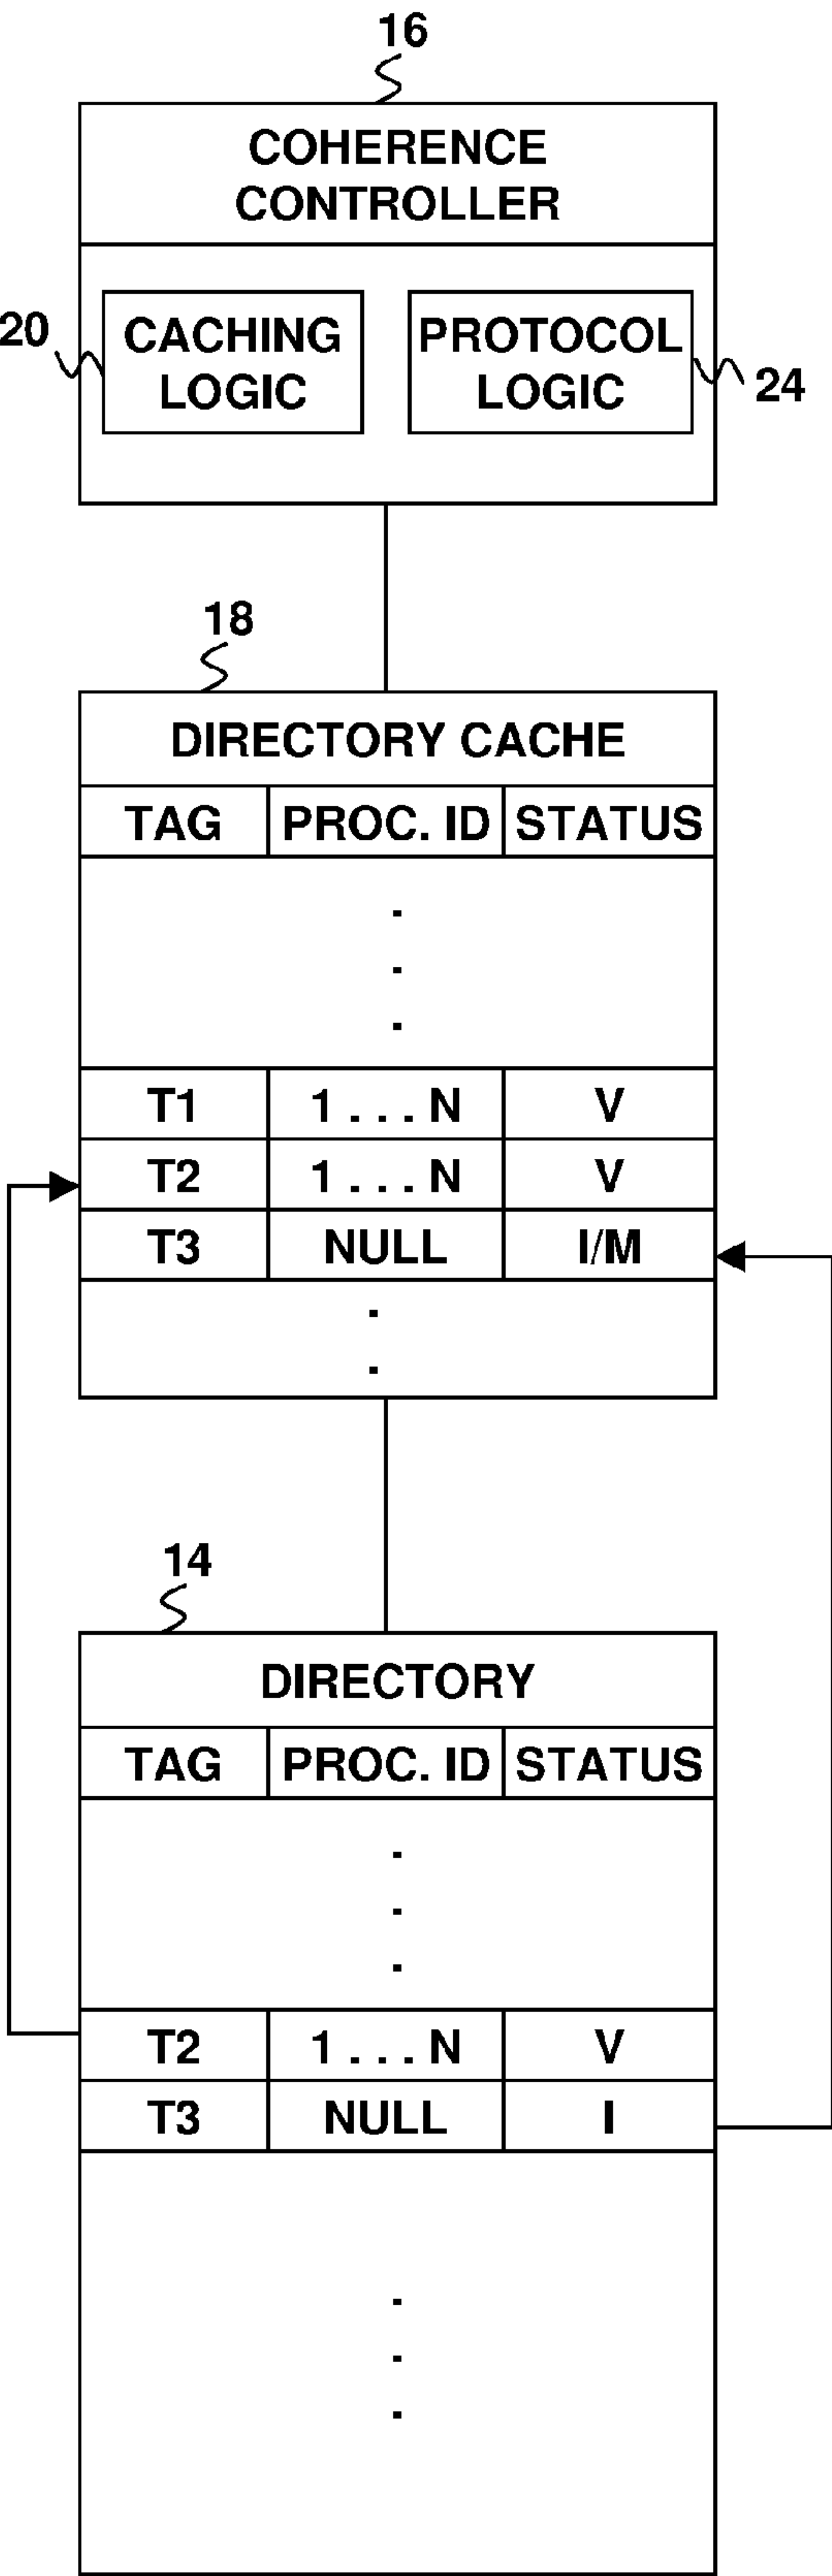 16
COHERENCE
CONTROLLER
20
CACHING
LOGIC
PROTOCOL
LOGIC
24
18
DIRECTORY CACHE
TAG PROC. ID STATUS
.
.
.
T1 1 . . . N V
T2 1 . . . N V
T3 NULL I/M
.
.
14
DIRECTORY
TAG PROC. ID STATUS
.
.
.
T2 1 . . . N V
T3 NULL I
.
.
.